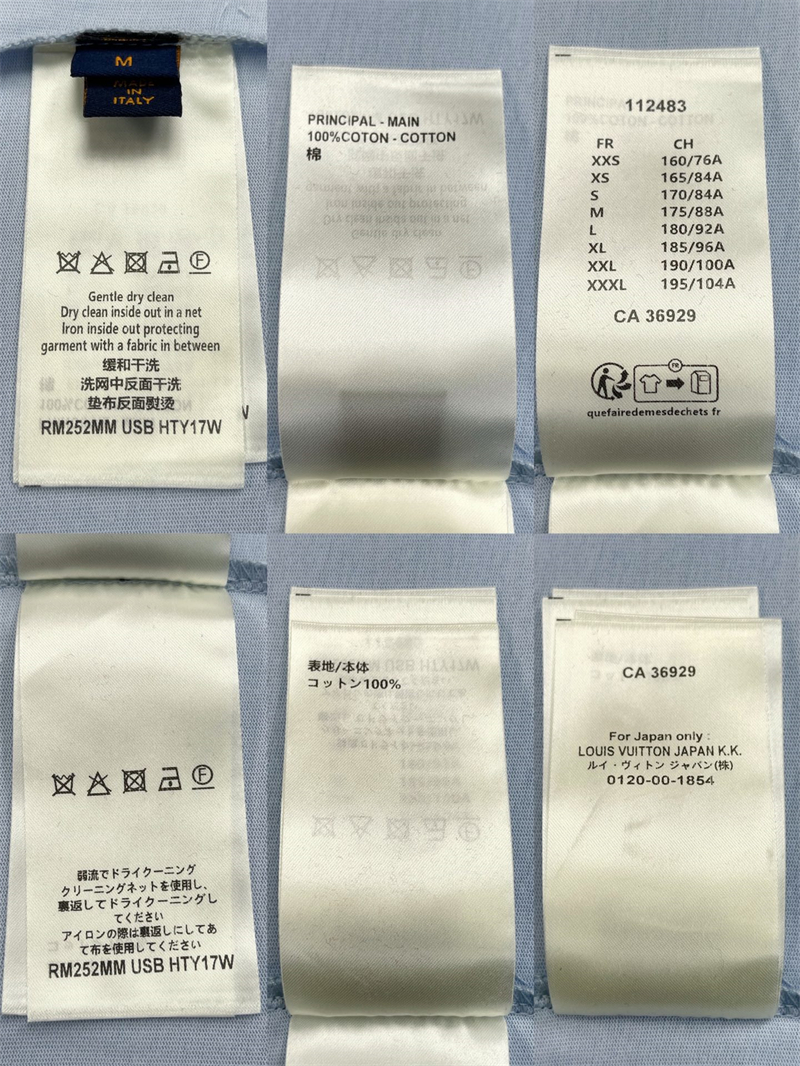 M
MADE
IN
ITALY
Gentle dry clean
Dry clean inside out in a net
Iron inside out protecting
garment with a fabric in between
缓和干洗
洗网中反面干洗
垫布反面熨烫
RM252MM USB HTY17W
PRINCIPAL - MAIN
100%COTON - COTTON
棉
112483
FR CH
XXS 160/76A
XS 165/84A
S 170/84A
M 175/88A
L 180/92A
XL 185/96A
XXL 190/100A
XXXL 195/104A
CA 36929
FR
quefairedemesdechets fr
弱流でドライクーニング
クリーニングネットを使用し、
裏返してドライクーニングし
てください
アイロンの際は裏返しにしてあ
て布を使用してください
RM252MM USB HTY17W
表地/本体
コットン100%
CA 36929
For Japan only :
LOUIS VUITTON JAPAN K.K.
ルイ・ヴィトン ジャパン(株)
0120-00-1854